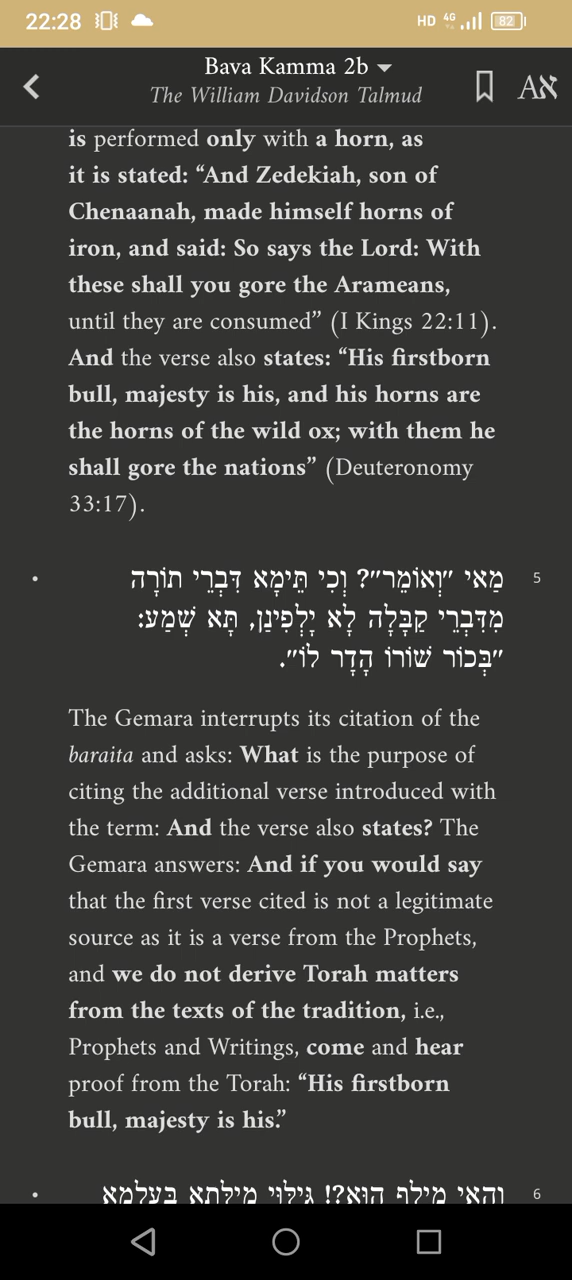 22:28 HD 4G 82
Bava Kamma 2b
The William Davidson Talmud
Aא
is performed only with a horn, as
it is stated: “And Zedekiah, son of
Chenaanah, made himself horns of
iron, and said: So says the Lord: With
these shall you gore the Arameans,
until they are consumed” (I Kings 22:11).
And the verse also states: “His firstborn
bull, majesty is his, and his horns are
the horns of the wild ox; with them he
shall gore the nations” (Deuteronomy
33:17).
5
מַאי ״וְאוֹמֵר״? וְכִי תֵּימָא דִּבְרֵי תוֹרָה
מִדִּבְרֵי קַבָּלָה לָא יָלְפִינַן, תָּא שְׁמַע:
״בְּכוֹר שׁוֹרוֹ הָדָר לוֹ״.
The Gemara interrupts its citation of the
baraita and asks: What is the purpose of
citing the additional verse introduced with
the term: And the verse also states? The
Gemara answers: And if you would say
that the first verse cited is not a legitimate
source as it is a verse from the Prophets,
and we do not derive Torah matters
from the texts of the tradition, i.e.,
Prophets and Writings, come and hear
proof from the Torah: “His firstborn
bull, majesty is his.”
6
והאי מילף הוא?! גילוי מילתא בעלמא